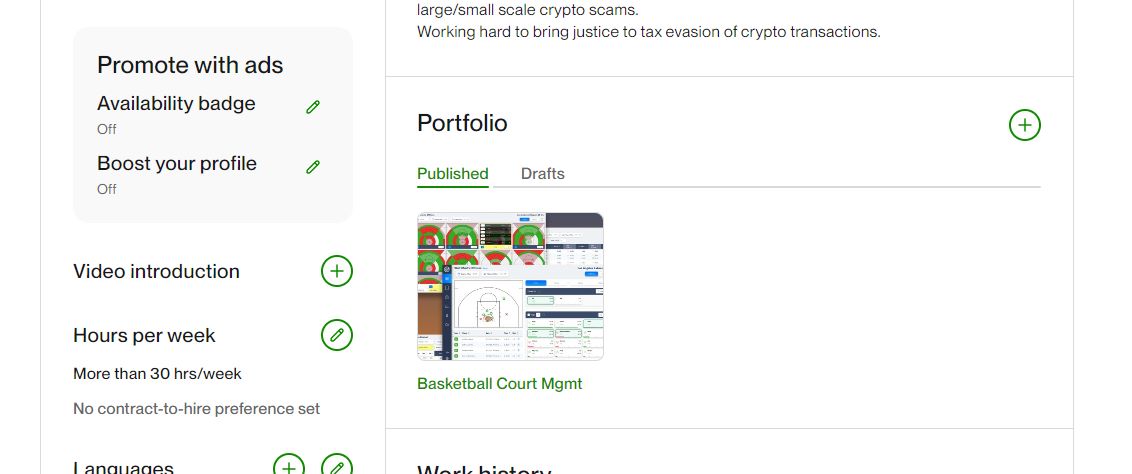 large/small scale crypto scams.
Working hard to bring justice to tax evasion of crypto transactions.
Promote with ads
Availability badge
Off
Boost your profile
Off
Video introduction
Hours per week
More than 30 hrs/week
No contract-to-hire preference set
Languages
Portfolio
Published
Drafts
Basketball Court Mgmt
Work history